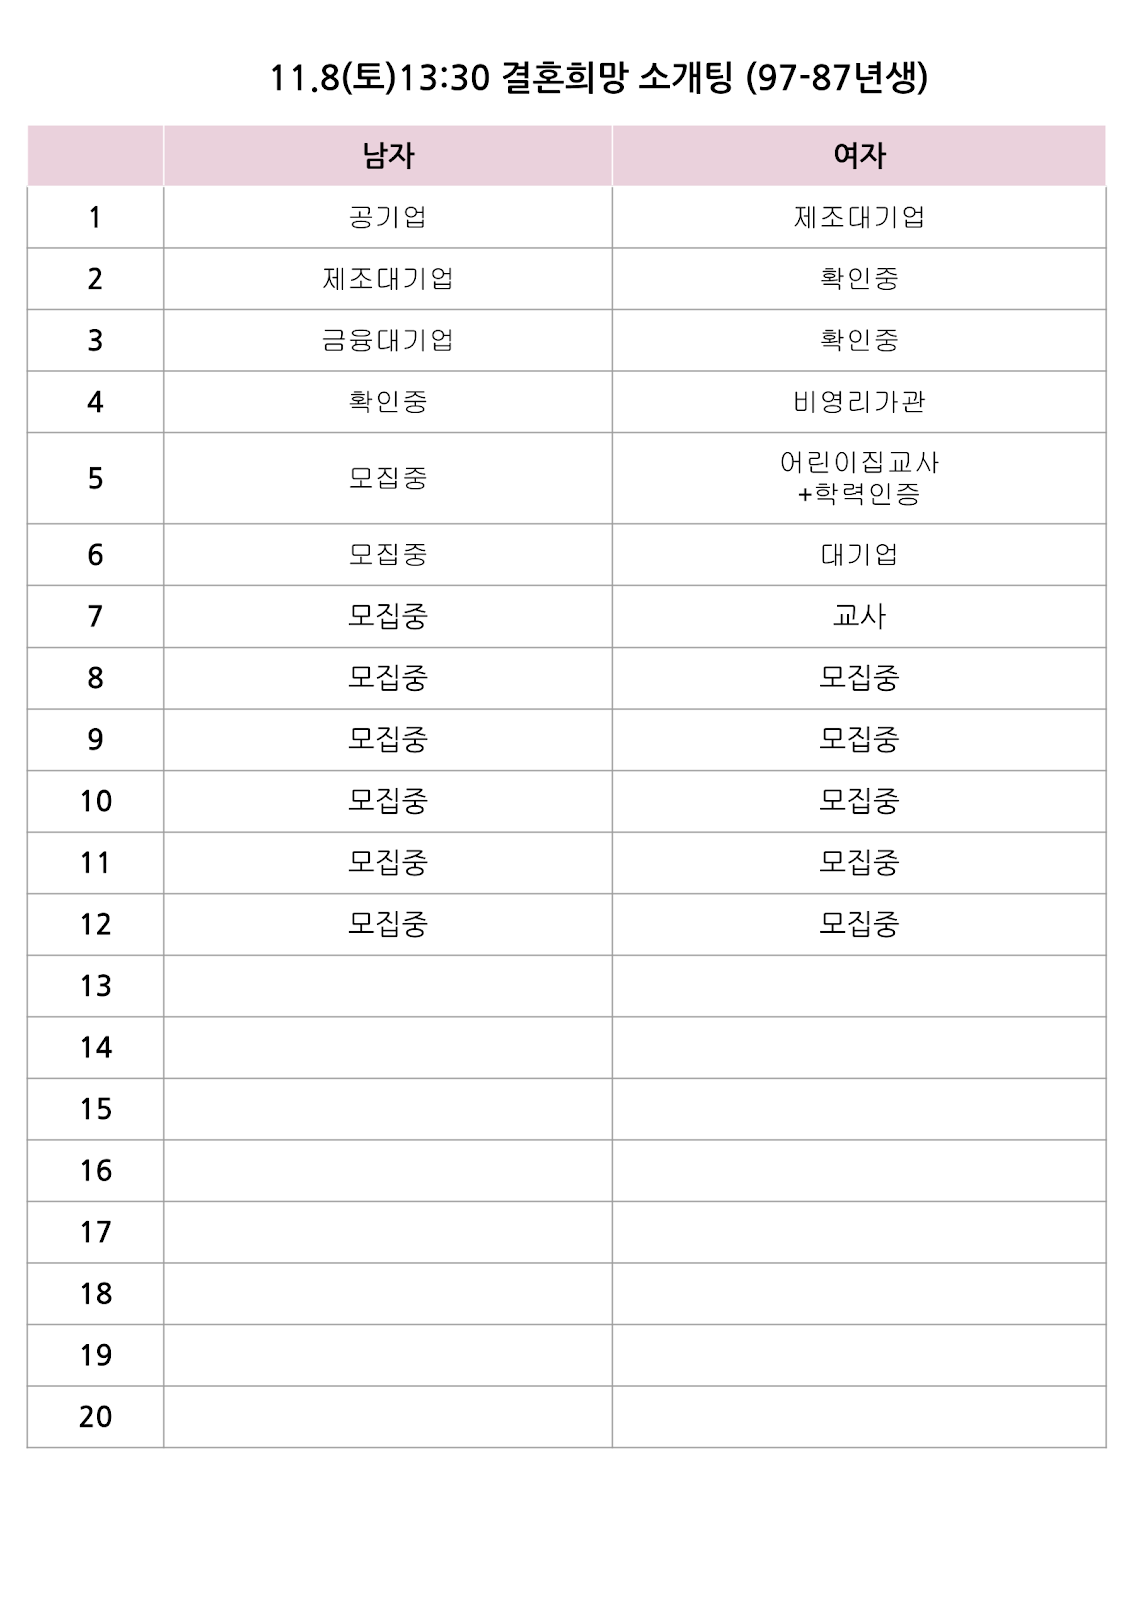 11.8(토)13:30 결혼희망 소개팅 (97-87년생)
남자 여자
1 공기업 제조대기업
2 제조대기업 확인중
3 금융대기업 확인중
4 확인중 비영리가관
5 모집중 어린이집교사
+학력인증
6 모집중 대기업
7 모집중 교사
8 모집중 모집중
9 모집중 모집중
10 모집중 모집중
11 모집중 모집중
12 모집중 모집중
13
14
15
16
17
18
19
20